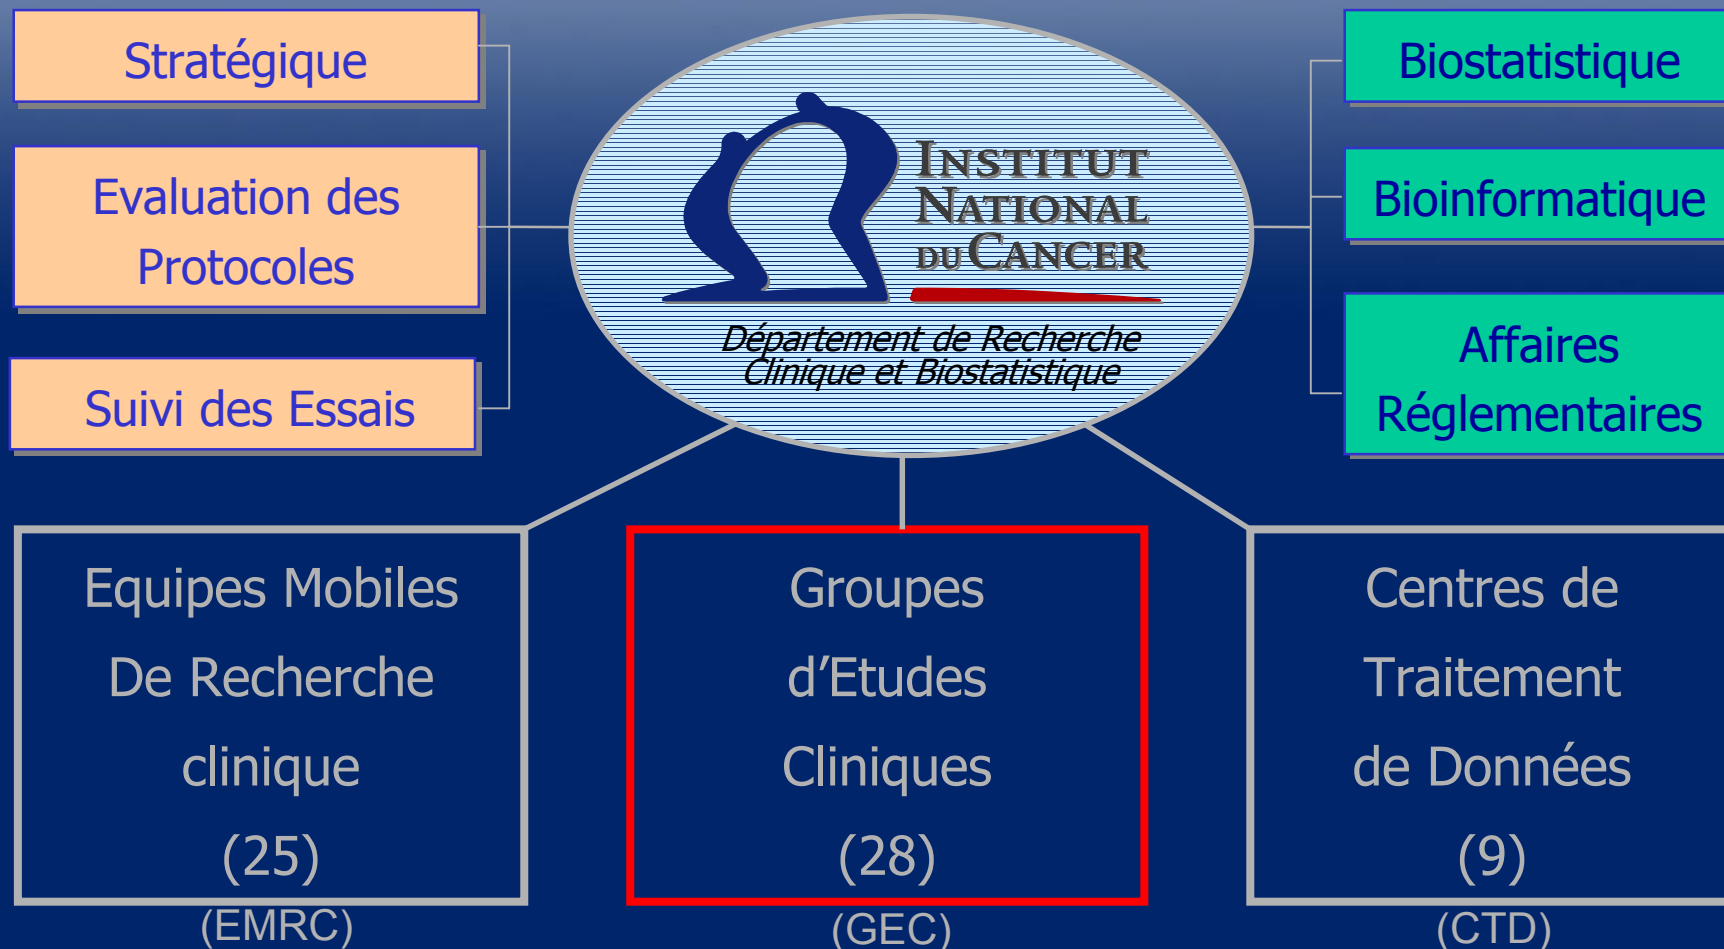 Stratégique
Evaluation des
Protocoles
Suivi des Essais
INSTITUT
NATIONAL
DU CANCER
Département de Recherche
Clinique et Biostatistique
Biostatistique
Bioinformatique
Affaires
Réglementaires
Equipes Mobiles
De Recherche
clinique
(25)
(EMRC)
Groupes
d’Etudes
Cliniques
(28)
(GEC)
Centres de
Traitement
de Données
(9)
(CTD)